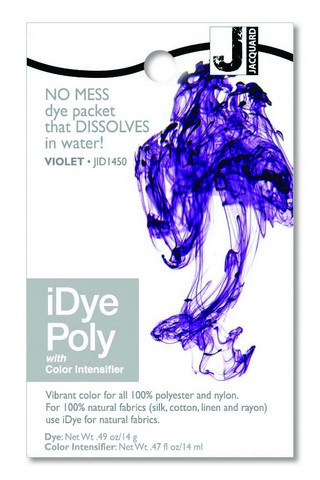 J
JACQUARD
NO MESS
dye packet
that DISSOLVES
in water!
VIOLET • JID1450
iDye
Poly
with
Color Intensifier
Vibrant color for all 100% polyester and nylon.
For 100% natural fabrics (silk, cotton, linen and rayon)
use iDye for natural fabrics.
Dye: Net Wt .49 oz/14 g
Color Intensifier: Net Wt .47 fl oz/14 ml